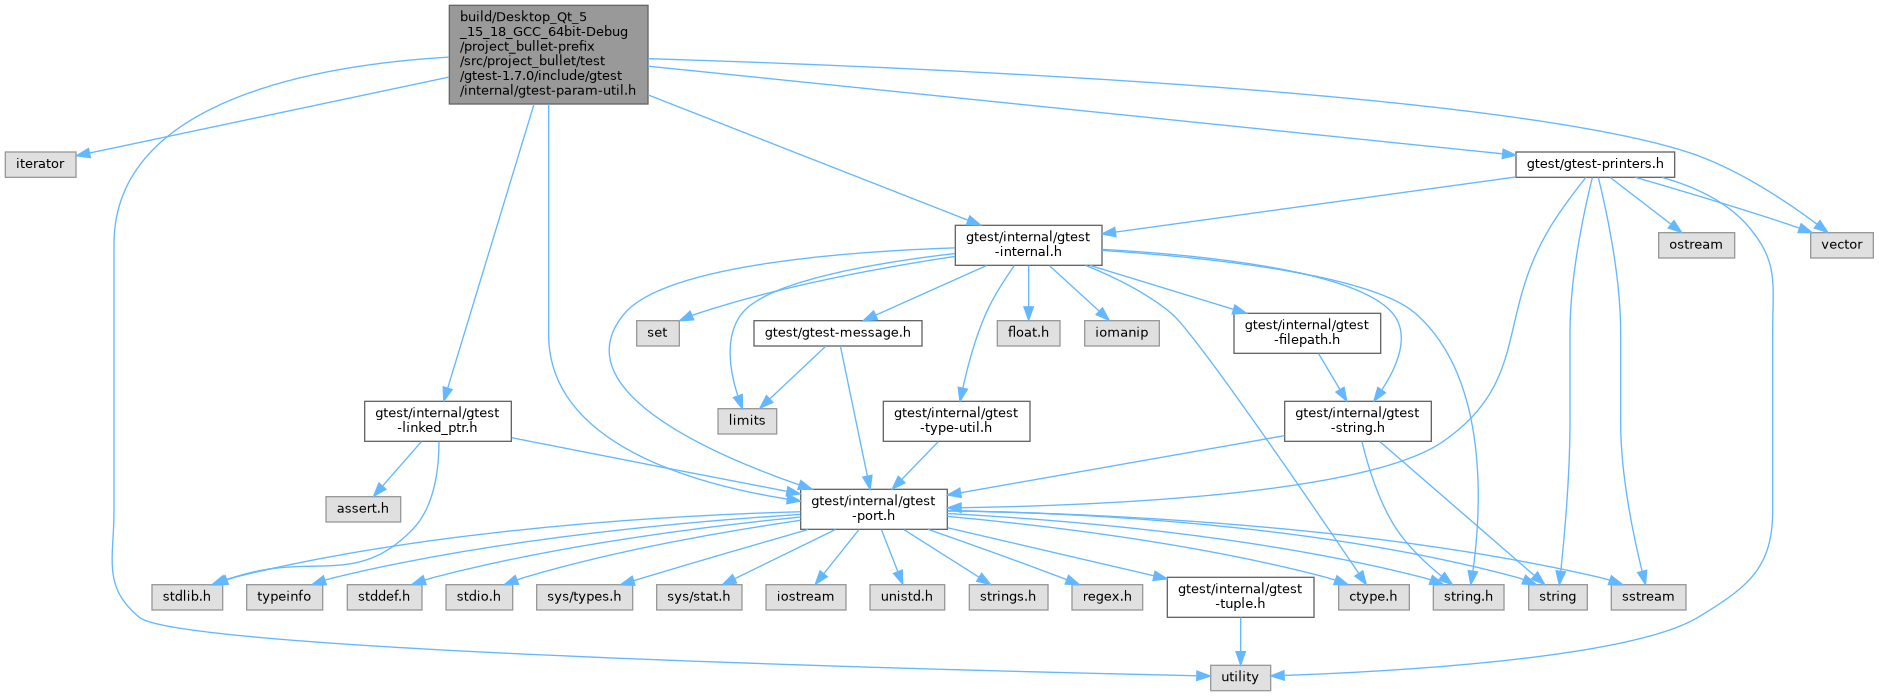 build/Desktop_Qt_5
_15_18_GCC_64bit-Debug
/project_bullet-prefix
/src/project_bullet/test
/gtest-1.7.0/include/gtest
/internal/gtest-param-util.h
iterator
gtest/gtest-printers.h
gtest/internal/gtest
-internal.h
ostream
vector
set
gtest/gtest-message.h
float.h
iomanip
gtest/internal/gtest
-filepath.h
gtest/internal/gtest
-linked_ptr.h
limits
gtest/internal/gtest
-type-util.h
gtest/internal/gtest
-string.h
assert.h
gtest/internal/gtest
-port.h
stdlib.h
typeinfo
stddef.h
stdio.h
sys/types.h
sys/stat.h
iostream
unistd.h
strings.h
regex.h
gtest/internal/gtest
-tuple.h
ctype.h
string.h
string
sstream
utility